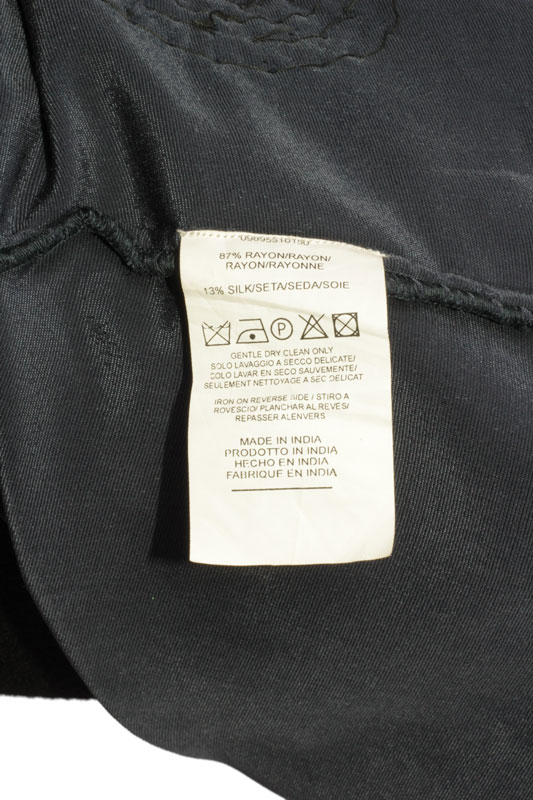 87% RAYON/RAYON/
RAYON/RAYONNE
13% SILK/SETA/SEDA/SOIE
P
GENTLE DRY CLEAN ONLY
SOLO LAVAGGIO A SECCO DELICATE/
SOLO LAVAR EN SECO SAUVEMENTE/
SEULEMENT NETTOYAGE A SEC DELICAT
IRON ON REVERSE SIDE / STIRO A
ROVESCIO/ PLANCHAR AL REVES/
REPASSER ALENVERS
MADE IN INDIA
PRODOTTO IN INDIA
HECHO EN INDIA
FABRIQUE EN INDIA